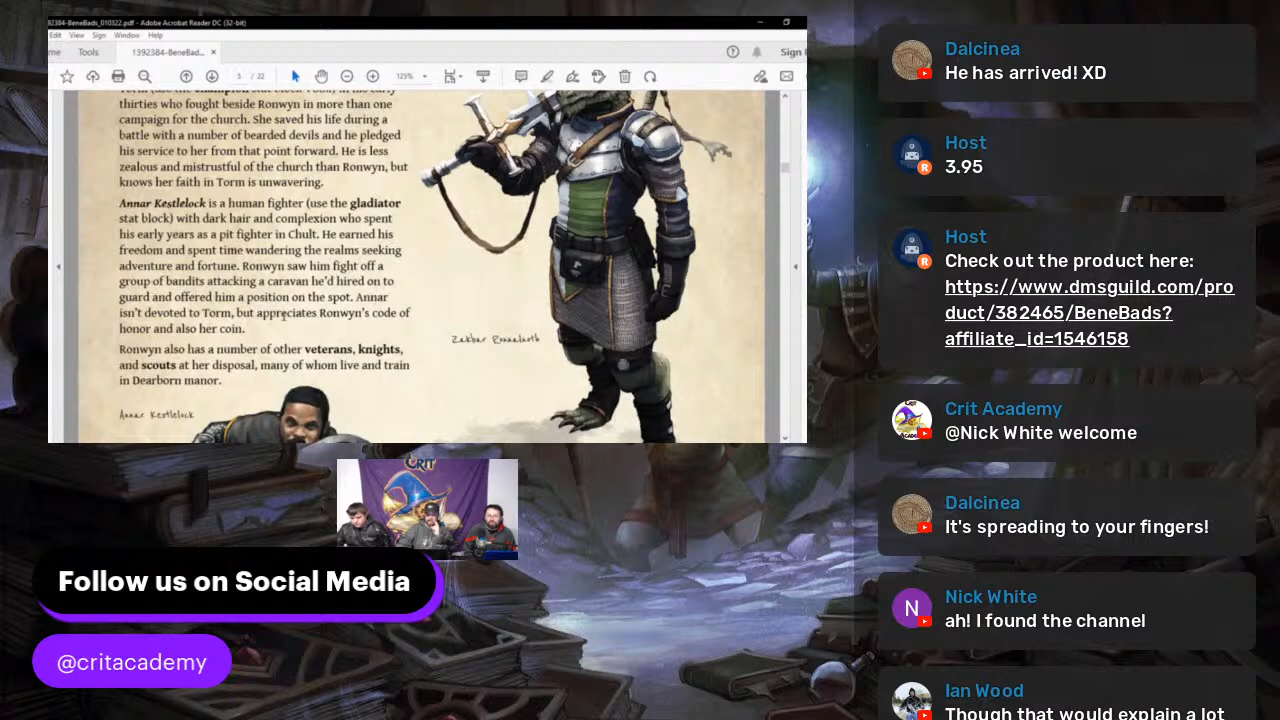 92384-BeneBads_010322.pdf - Adobe Acrobat Reader DC (32-bit)
Edit View Sign Window Help
me Tools 1392384-BeneBad... × Sign
3 / 22 125%
Torm (use the champion stat block
thirties who fought beside Ronwyn in more than one
campaign for the church. She saved his life during a
battle with a number of bearded devils and he pledged
his service to her from that point forward. He is less
zealous and mistrustful of the church than Ronwyn, but
knows her faith in Torm is unwavering.
Annar Kestlelock is a human fighter (use the gladiator
stat block) with dark hair and complexion who spent
his early years as a pit fighter in Chult. He earned his
freedom and spent time wandering the realms seeking
adventure and fortune. Ronwyn saw him fight off a
group of bandits attacking a caravan he'd hired on to
guard and offered him a position on the spot. Annar
isn't devoted to Torm, but appreciates Ronwyn's code of
honor and also her coin.
Ronwyn also has a number of other veterans, knights,
and scouts at her disposal, many of whom live and train
in Dearborn manor.
Annar Kestlelock
CRIT
Follow us on Social Media
@critacademy
Dalcinea
He has arrived! XD
Host
3.95
Host
Check out the product here:
https://www.dmsguild.com/pro
duct/382465/BeneBads?
affiliate_id=1546158
Crit Academy
@Nick White welcome
Dalcinea
It's spreading to your fingers!
N
Nick White
ah! I found the channel
Ian Wood
Though that would explain a lot